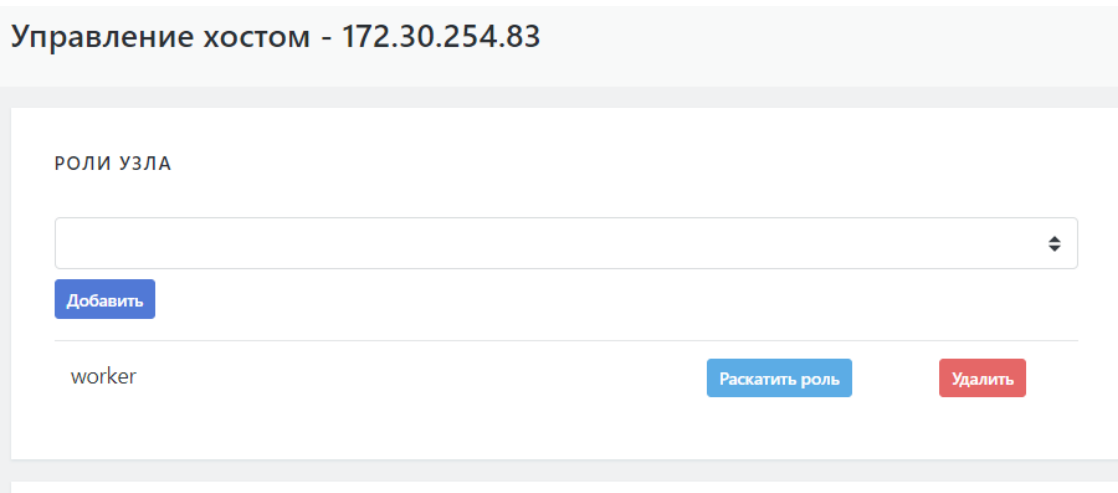 Управление хостом - 172.30.254.83
РОЛИ УЗЛА
Добавить
worker
Раскатить роль
Удалить